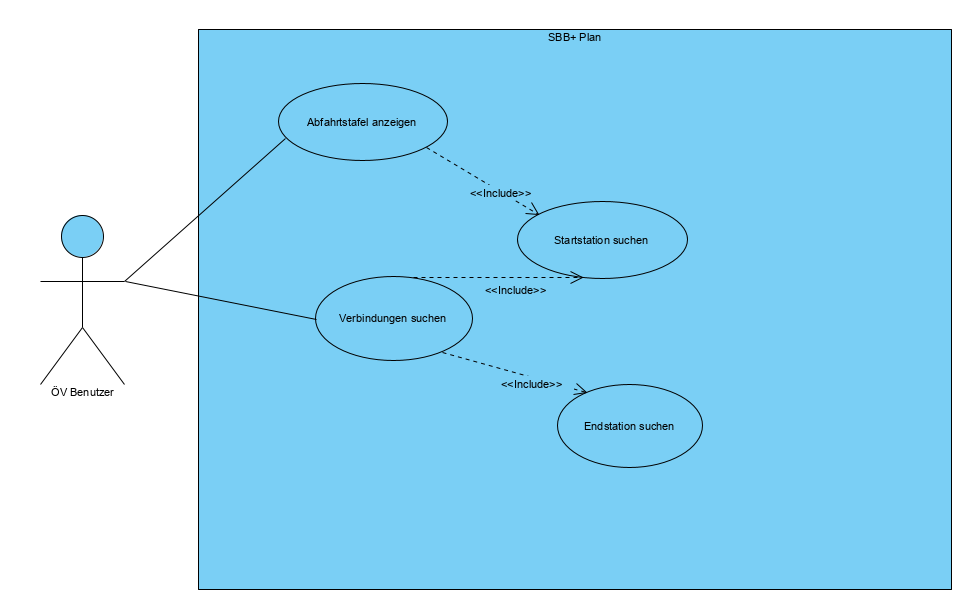 SBB+ Plan
Abfahrtstafel anzeigen
<<Include>>
Startstation suchen
<<Include>>
Verbindungen suchen
<<Include>>
ÖV Benutzer
Endstation suchen